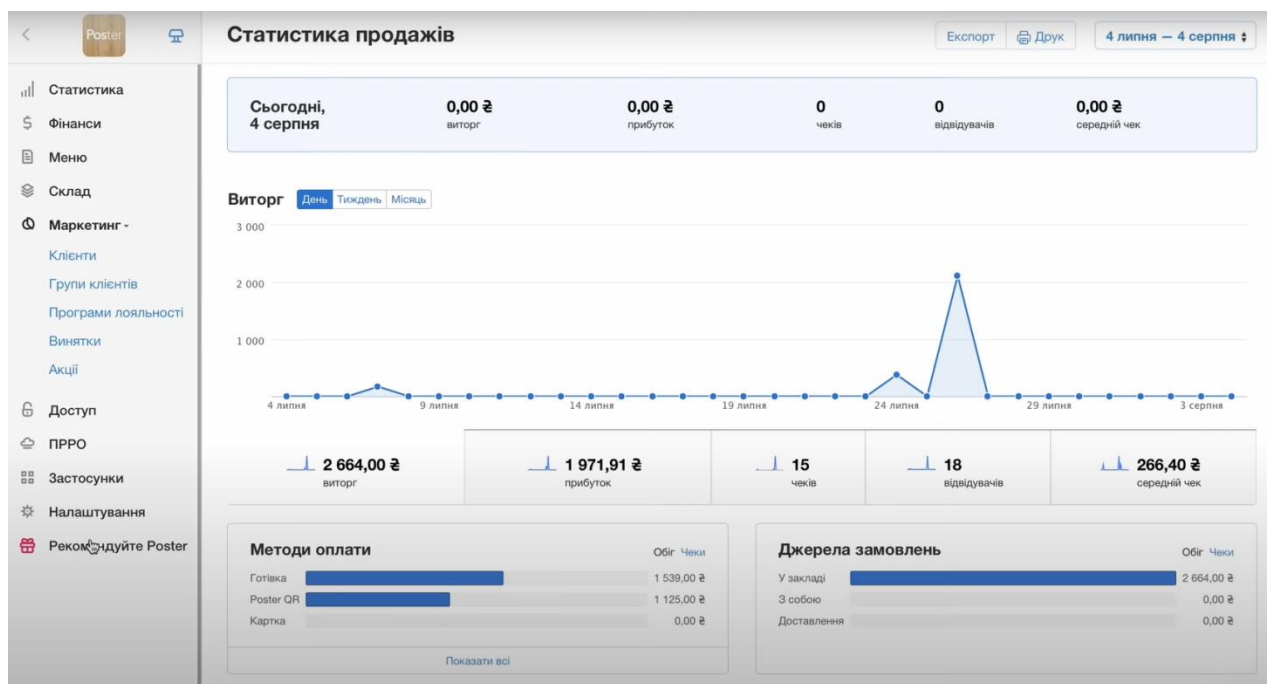 Poster
Статистика продажів
Експорт
Друк
4 липня — 4 серпня
Статистика
Фінанси
Меню
Склад
Маркетинг
Клієнти
Групи клієнтів
Програми лояльності
Винятки
Акції
Доступ
ПРРО
Застосунки
Налаштування
Рекомендуйте Poster
Сьогодні,
4 серпня
0,00 ₴
виторг
0,00 ₴
прибуток
0
чеків
0
відвідувачів
0,00 ₴
середній чек
Виторг
День Тиждень Місяць
3 000
2 000
1 000
4 липня 9 липня 14 липня 19 липня 24 липня 29 липня 3 серпня
2 664,00 ₴
виторг
1 971,91 ₴
прибуток
15
чеків
18
відвідувачів
266,40 ₴
середній чек
Методи оплати
Обіг Чеки
Готівка 1 539,00 ₴
Poster QR 1 125,00 ₴
Картка 0,00 ₴
Показати всі
Джерела замовлень
Обіг Чеки
У закладі 2 664,00 ₴
З собою 0,00 ₴
Доставлення 0,00 ₴